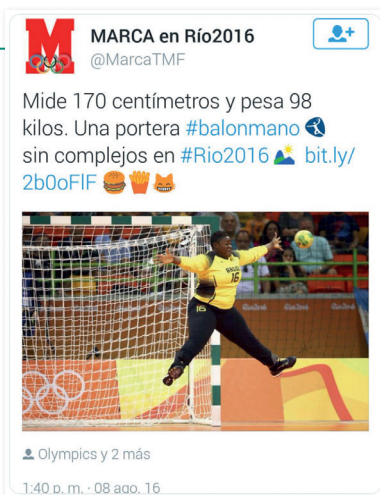 MARCA en Río2016
@MarcaTMF
Mide 170 centímetros y pesa 98
kilos. Una portera #balonmano
sin complejos en #Rio2016 bit.ly/
2b0oFlF 🍔🍟😸
BRASIL
16
16
Olympics y 2 más
1:40 p. m. · 08 ago. 16